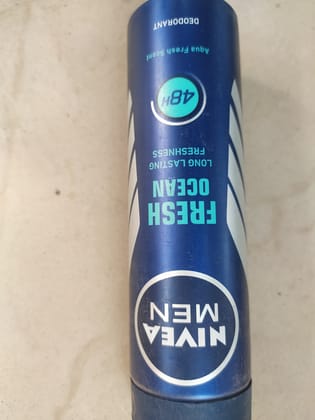 NIVEA
MEN
FRESH
OCEAN
LONG LASTING
FRESHNESS
48H
Aqua Fresh Scent
DEODORANT